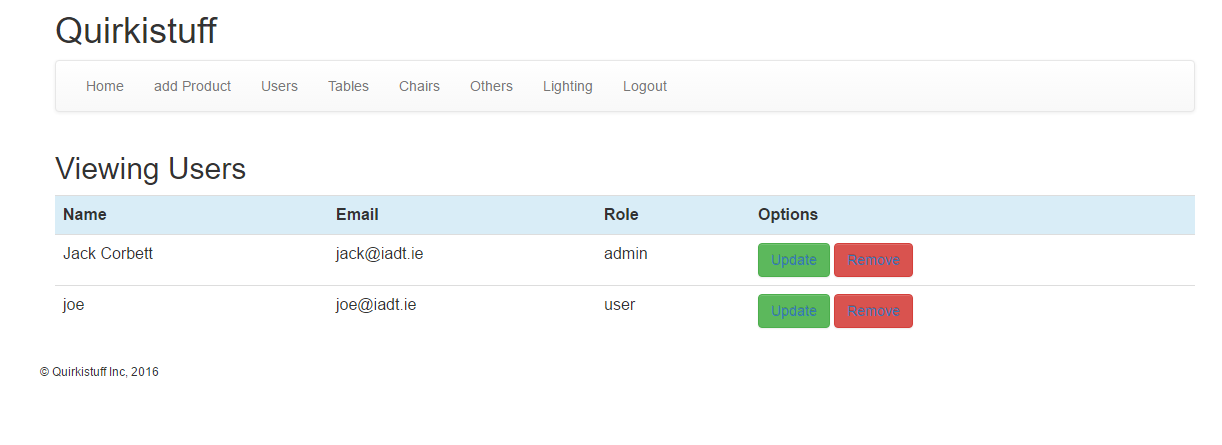 Quirkistuff
Home add Product Users Tables Chairs Others Lighting Logout
Viewing Users
Name Email Role Options
Jack Corbett jack@iadt.ie admin Update Remove
joe joe@iadt.ie user Update Remove
© Quirkistuff Inc, 2016